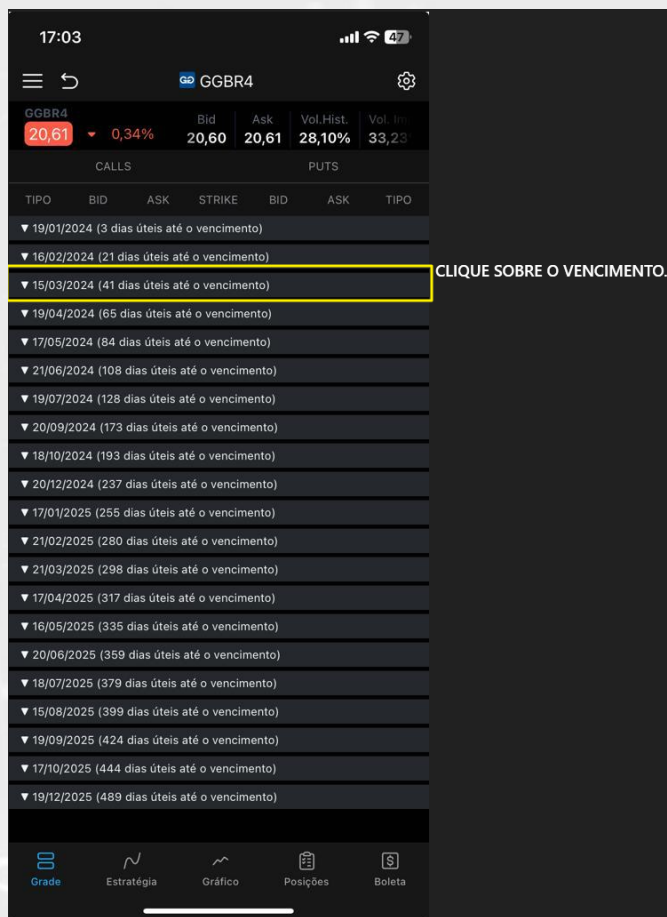 17:03 47
GGBR4
GGBR4 Bid Ask Vol.Hist.
20,61 ▼ 0,34% 20,60 20,61 28,10% 33,23
CALLS PUTS
TIPO BID ASK STRIKE BID ASK TIPO
▼ 19/01/2024 (3 dias úteis até o vencimento)
▼ 16/02/2024 (21 dias úteis até o vencimento)
▼ 15/03/2024 (41 dias úteis até o vencimento)
CLIQUE SOBRE O VENCIMENTO.
▼ 19/04/2024 (65 dias úteis até o vencimento)
▼ 17/05/2024 (84 dias úteis até o vencimento)
▼ 21/06/2024 (108 dias úteis até o vencimento)
▼ 19/07/2024 (128 dias úteis até o vencimento)
▼ 20/09/2024 (173 dias úteis até o vencimento)
▼ 18/10/2024 (193 dias úteis até o vencimento)
▼ 20/12/2024 (237 dias úteis até o vencimento)
▼ 17/01/2025 (255 dias úteis até o vencimento)
▼ 21/02/2025 (280 dias úteis até o vencimento)
▼ 21/03/2025 (298 dias úteis até o vencimento)
▼ 17/04/2025 (317 dias úteis até o vencimento)
▼ 16/05/2025 (335 dias úteis até o vencimento)
▼ 20/06/2025 (359 dias úteis até o vencimento)
▼ 18/07/2025 (379 dias úteis até o vencimento)
▼ 15/08/2025 (399 dias úteis até o vencimento)
▼ 19/09/2025 (424 dias úteis até o vencimento)
▼ 17/10/2025 (444 dias úteis até o vencimento)
▼ 19/12/2025 (489 dias úteis até o vencimento)
Grade Estratégia Gráfico Posições Boleta